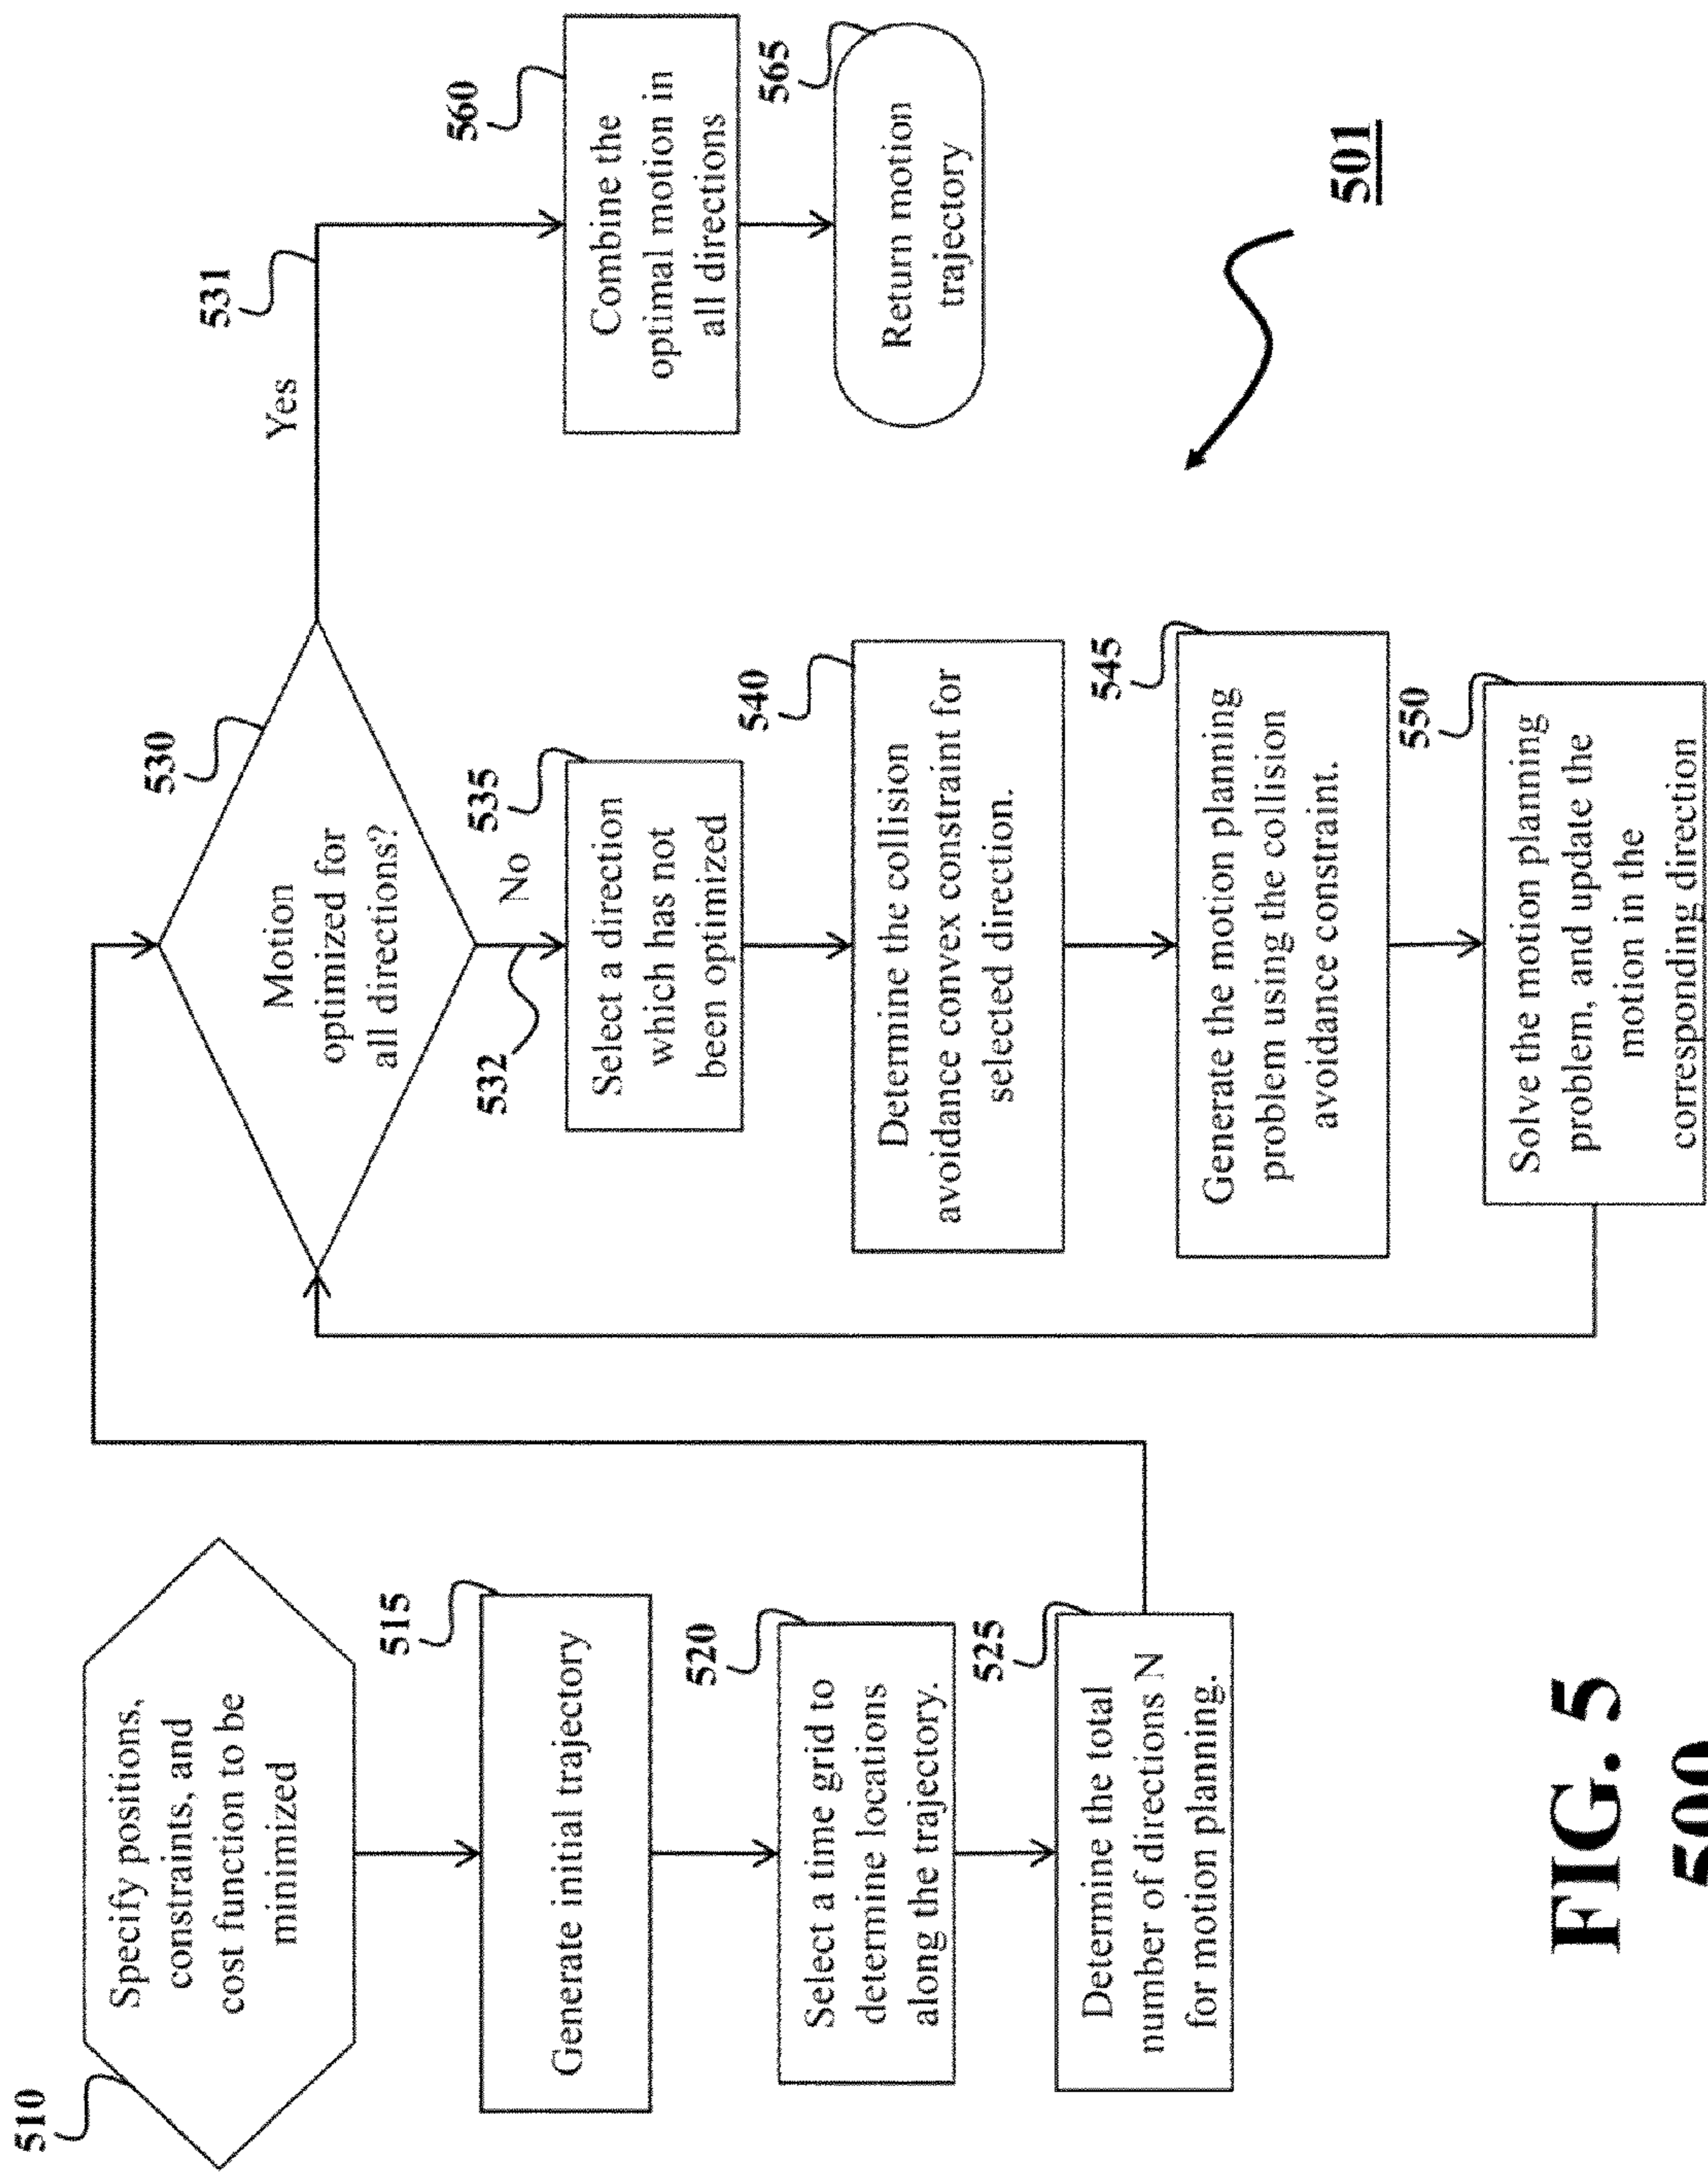 510
Specify positions,
constraints, and
cost function to be
minimized
515
Generate initial trajectory
520
Select a time grid to
determine locations
along the trajectory.
525
Determine the total
number of directions N
for motion planning.
530
Motion
optimized for
all directions?
Yes
531
No
532
535
Select a direction
which has not
been optimized
540
Determine the collision
avoidance convex constraint for
selected direction.
545
Generate the motion planning
problem using the collision
avoidance constraint.
550
Solve the motion planning
problem, and update the
motion in the
corresponding direction
560
Combine the
optimal motion in
all directions
565
Return motion
trajectory
501
FIG. 5
500